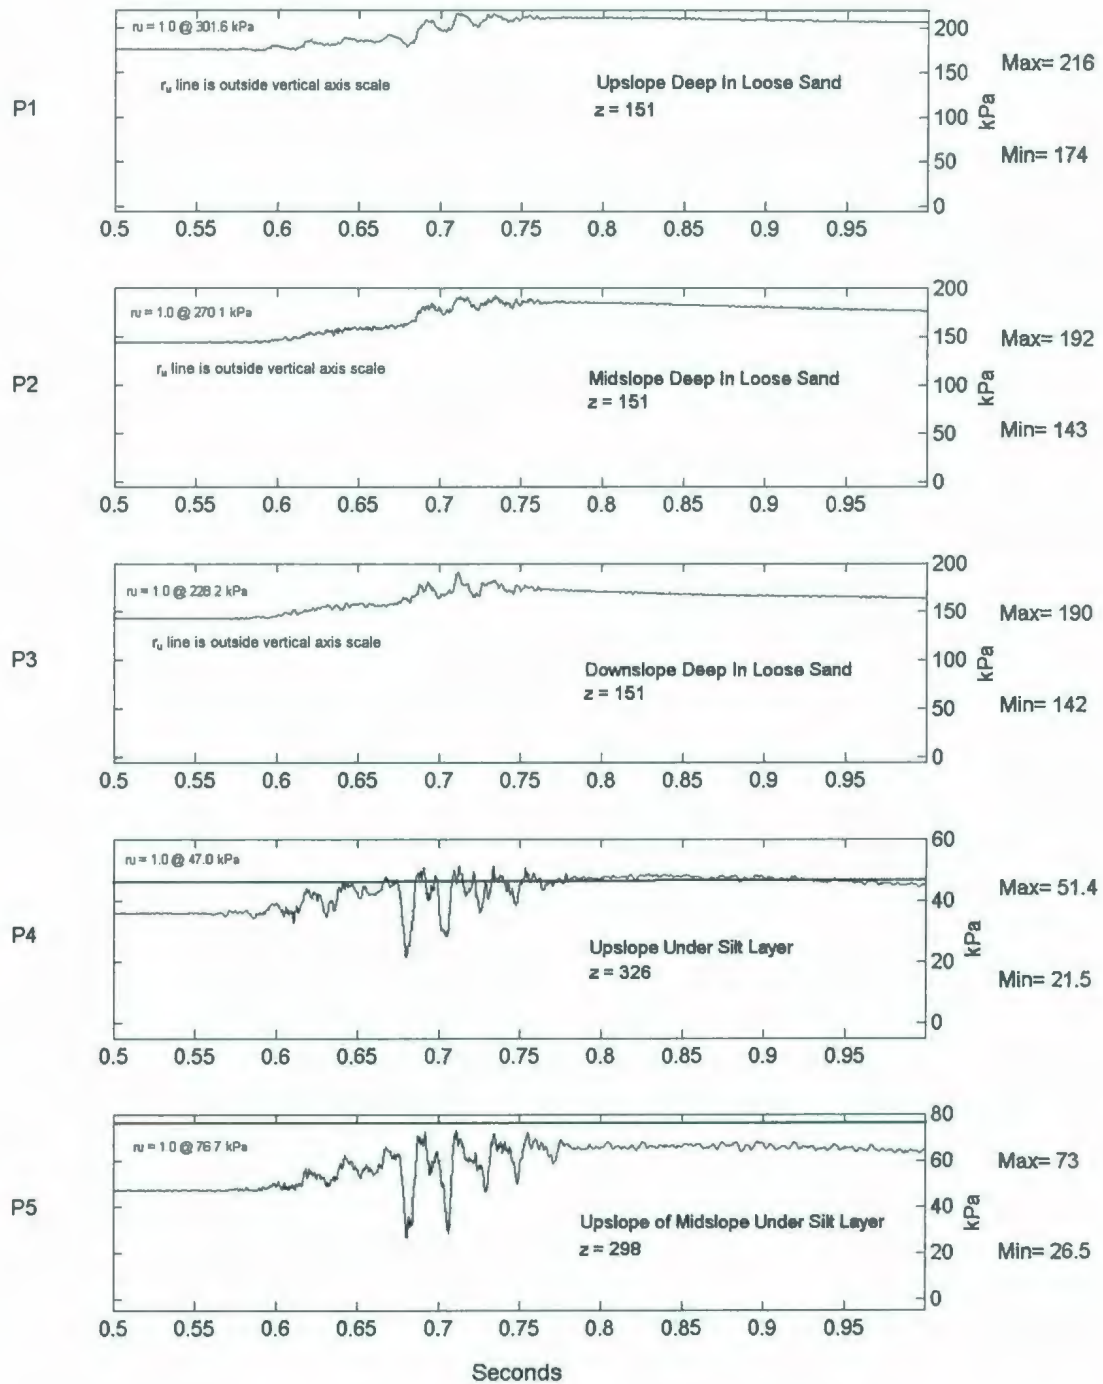 P1
ru = 1.0 @ 301.6 kPa
rᵤ line is outside vertical axis scale
Upslope Deep In Loose Sand
z = 151
200
150
100
50
0
kPa
Max= 216
Min= 174
0.5 0.55 0.6 0.65 0.7 0.75 0.8 0.85 0.9 0.95
P2
ru = 1.0 @ 270.1 kPa
rᵤ line is outside vertical axis scale
Midslope Deep In Loose Sand
z = 151
200
150
100
50
0
kPa
Max= 192
Min= 143
0.5 0.55 0.6 0.65 0.7 0.75 0.8 0.85 0.9 0.95
P3
ru = 1.0 @ 228.2 kPa
rᵤ line is outside vertical axis scale
Downslope Deep In Loose Sand
z = 151
200
150
100
50
0
kPa
Max= 190
Min= 142
0.5 0.55 0.6 0.65 0.7 0.75 0.8 0.85 0.9 0.95
P4
ru = 1.0 @ 47.0 kPa
Upslope Under Silt Layer
z = 326
60
40
20
0
kPa
Max= 51.4
Min= 21.5
0.5 0.55 0.6 0.65 0.7 0.75 0.8 0.85 0.9 0.95
P5
ru = 1.0 @ 76.7 kPa
Upslope of Midslope Under Silt Layer
z = 298
80
60
40
20
0
kPa
Max= 73
Min= 26.5
0.5 0.55 0.6 0.65 0.7 0.75 0.8 0.85 0.9 0.95
Seconds